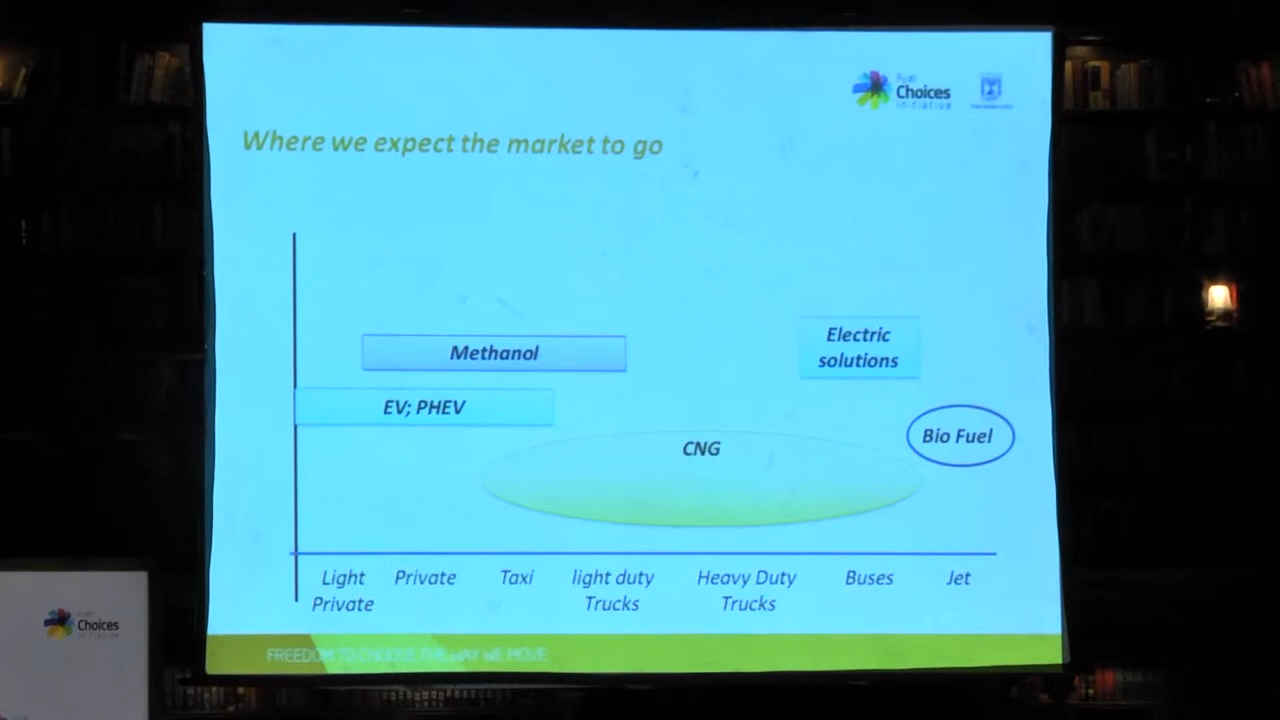 Fuel
Choices
Initiative
Where we expect the market to go
Methanol
Electric
solutions
EV; PHEV
CNG
Bio Fuel
Light
Private
Private
Taxi
light duty
Trucks
Heavy Duty
Trucks
Buses
Jet
FREEDOM TO CHOOSE THE WAY WE MOVE
Fuel
Choices
Initiative